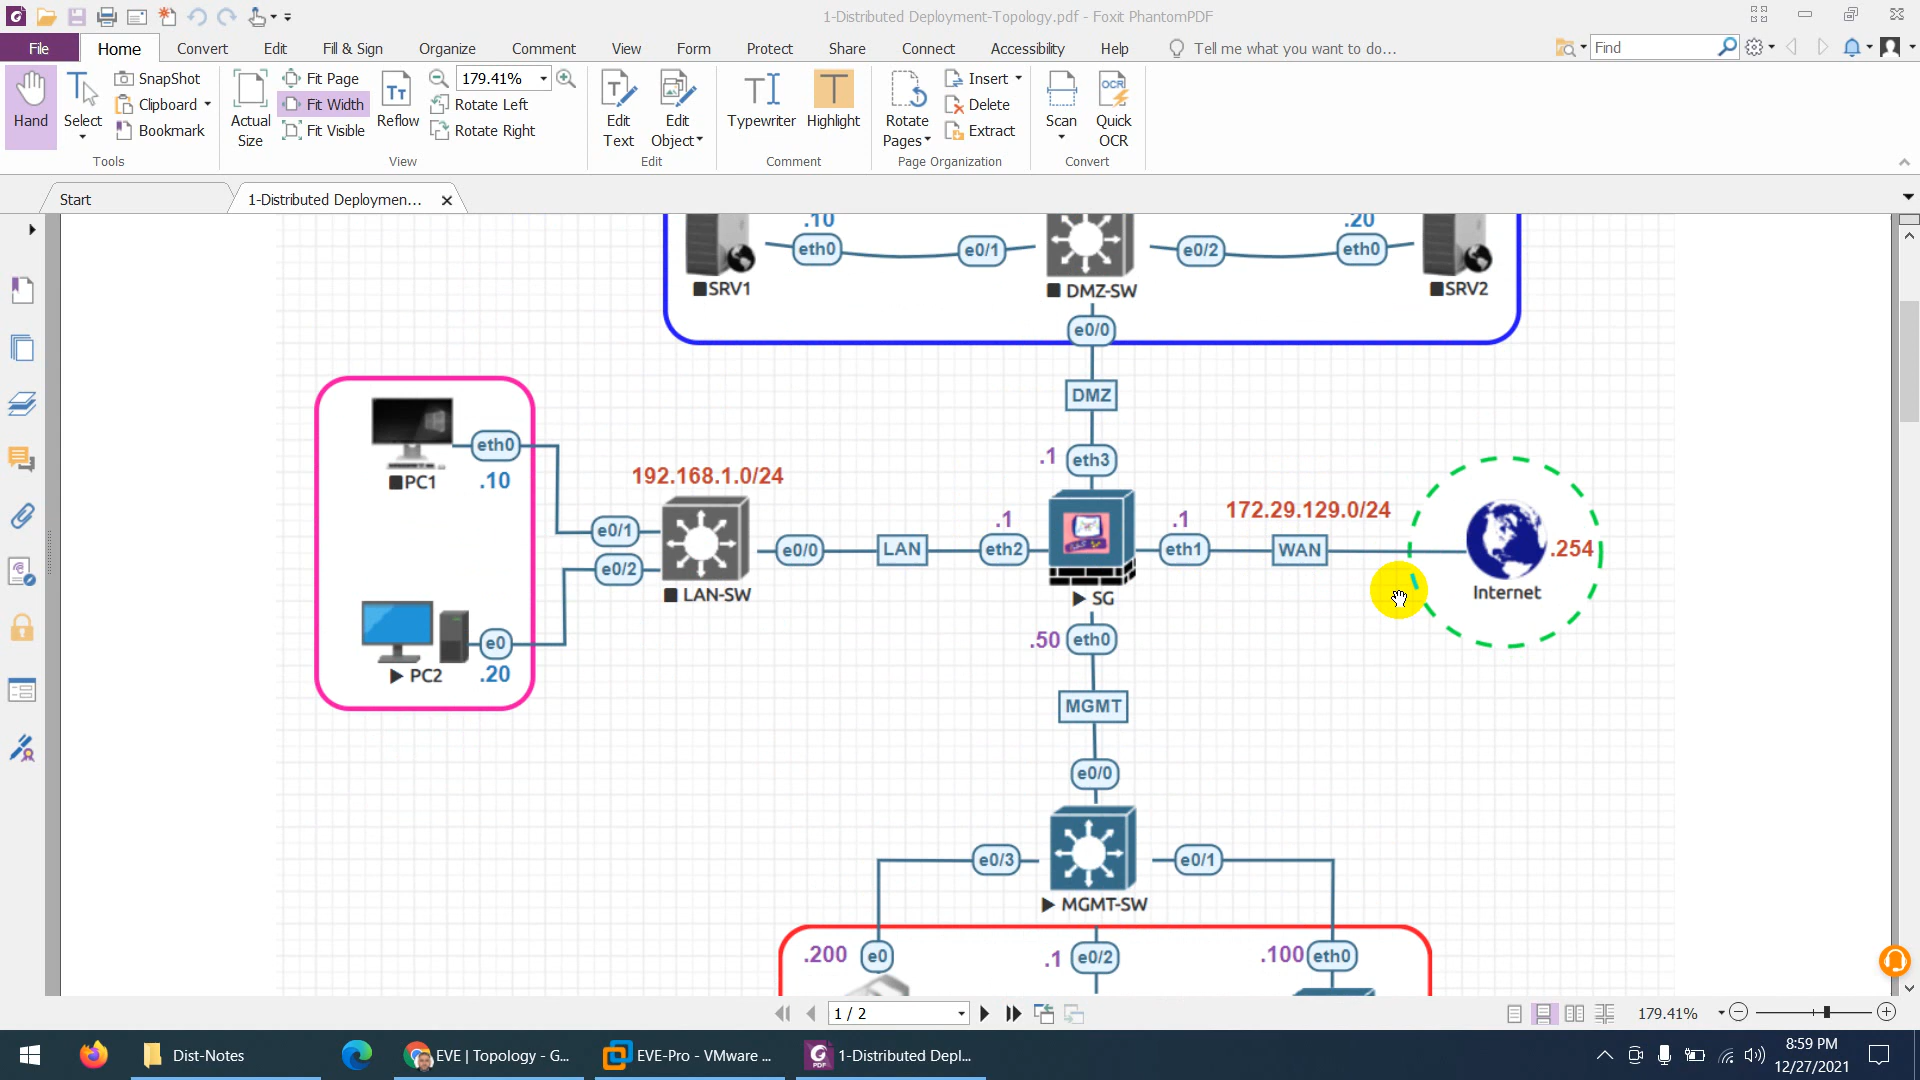 1-Distributed Deployment-Topology.pdf - Foxit PhantomPDF
File
Home
Convert
Edit
Fill & Sign
Organize
Comment
View
Form
Protect
Share
Connect
Accessibility
Help
Tell me what you want to do...
Find
Hand
Select
SnapShot
Clipboard
Bookmark
Tools
Actual
Size
Fit Page
Fit Width
Fit Visible
Reflow
179.41%
Rotate Left
Rotate Right
View
Edit
Text
Edit
Object
Edit
Typewriter
Highlight
Comment
Rotate
Pages
Insert
Delete
Extract
Page Organization
Scan
Quick
OCR
Convert
Start
1-Distributed Deploymen...
.10
.20
eth0
e0/1
e0/2
eth0
SRV1
DMZ-SW
SRV2
e0/0
DMZ
.1
eth3
eth0
PC1
.10
192.168.1.0/24
e0/1
e0/2
e0/0
LAN
.1
eth2
LAN-SW
SG
.1
eth1
172.29.129.0/24
WAN
.254
Internet
e0
PC2
.20
.50
eth0
MGMT
e0/0
e0/3
e0/1
MGMT-SW
.200
e0
.1
e0/2
.100
eth0
1 / 2
179.41%
Dist-Notes
EVE | Topology - G...
EVE-Pro - VMware ...
1-Distributed Depl...
8:59 PM
12/27/2021